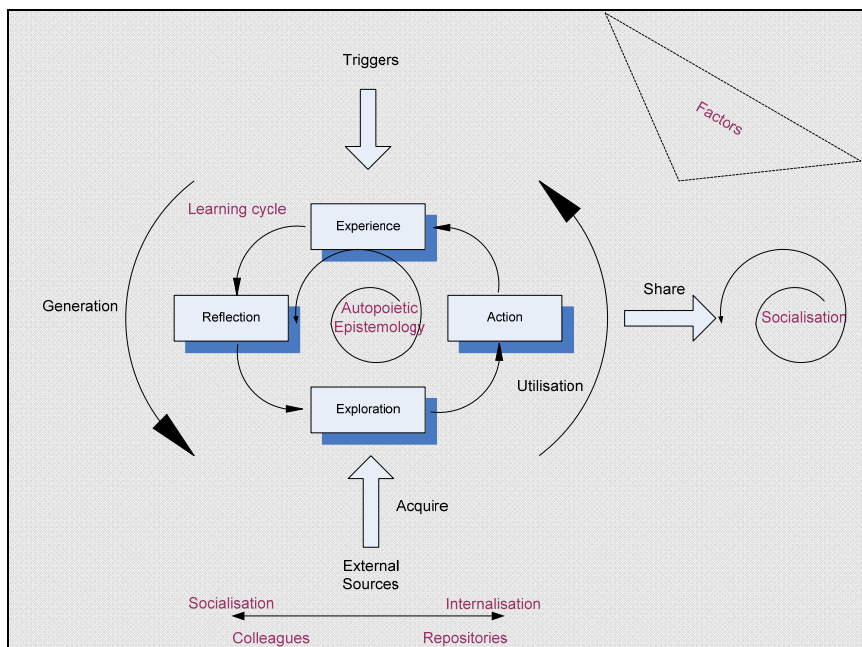 Triggers
Factors
Learning cycle
Experience
Generation
Reflection
Autopoietic
Epistemology
Action
Share
Socialisation
Utilisation
Exploration
Acquire
External
Sources
Socialisation
Internalisation
Colleagues
Repositories